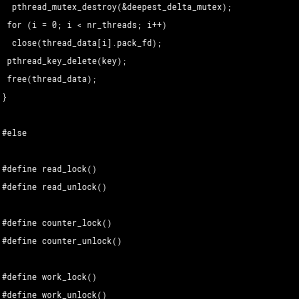 pthread_mutex_destroy(&deepest_delta_mutex);
for (i = 0; i < nr_threads; i++)
close(thread_data[i].pack_fd);
pthread_key_delete(key);
free(thread_data);
}
#else
#define read_lock()
#define read_unlock()
#define counter_lock()
#define counter_unlock()
#define work_lock()
#define work_unlock()